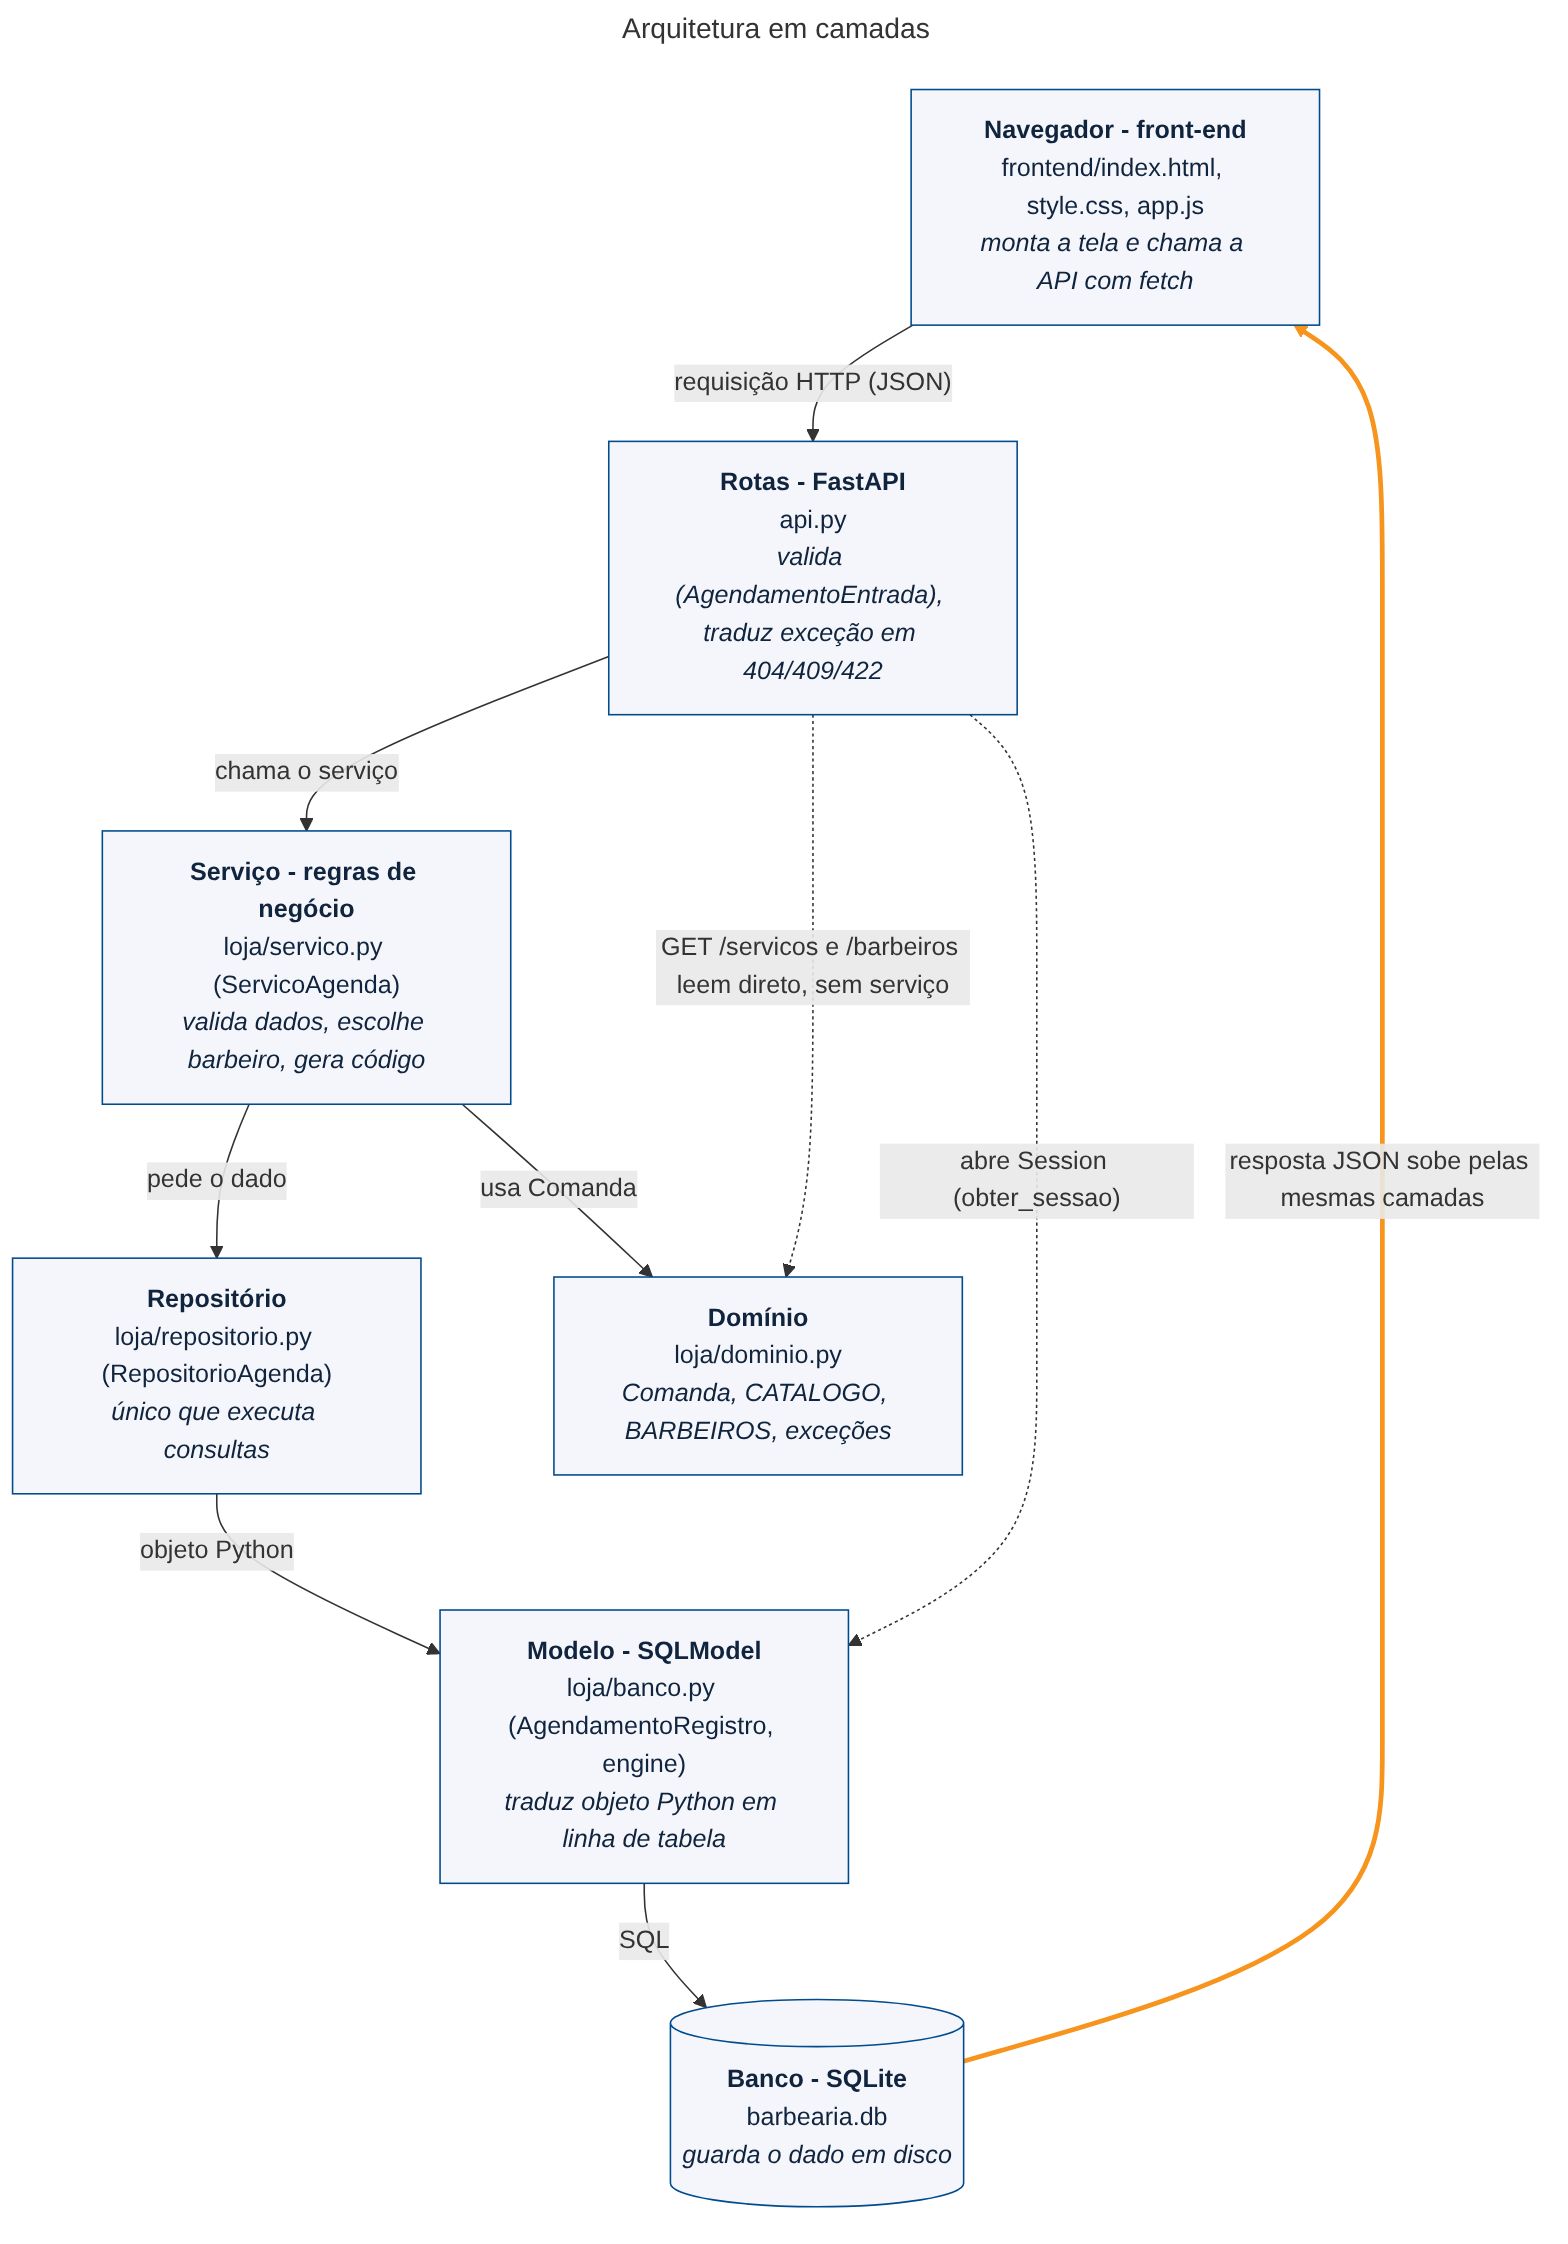 Arquitetura em camadas
Navegador - front-end
frontend/index.html,
style.css, app.js
monta a tela e chama a
API com fetch
requisição HTTP (JSON)
Rotas - FastAPI
api.py
valida
(AgendamentoEntrada),
traduz exceção em
404/409/422
chama o serviço
Serviço - regras de
negócio
loja/servico.py
(ServicoAgenda)
valida dados, escolhe
barbeiro, gera código
GET /servicos e /barbeiros
leem direto, sem serviço
pede o dado
usa Comanda
abre Session
(obter_sessao)
resposta JSON sobe pelas
mesmas camadas
Repositório
loja/repositorio.py
(RepositorioAgenda)
único que executa
consultas
Domínio
loja/dominio.py
Comanda, CATALOGO,
BARBEIROS, exceções
objeto Python
Modelo - SQLModel
loja/banco.py
(AgendamentoRegistro,
engine)
traduz objeto Python em
linha de tabela
SQL
Banco - SQLite
barbearia.db
guarda o dado em disco